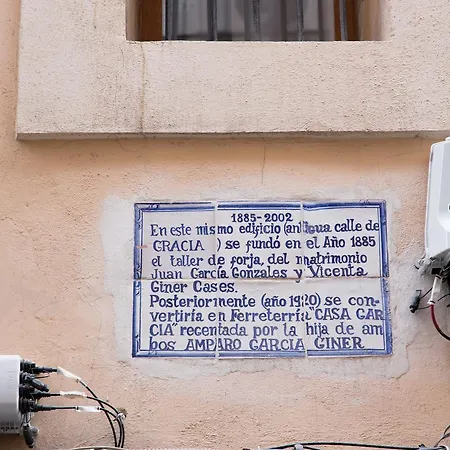 1885-2002
En este mismo edificio (antigua calle de
GRACIA ) se fundó en el Año 1885
el taller de forja, del matrimonio
Juan García Gonzales y Vicenta
Giner Cases.
Posteriormente (año 1920) se con-
vertiría en Ferreterría "CASA GAR
CIA" recentada por la hija de am
bos AMPARO GARCIA GINER